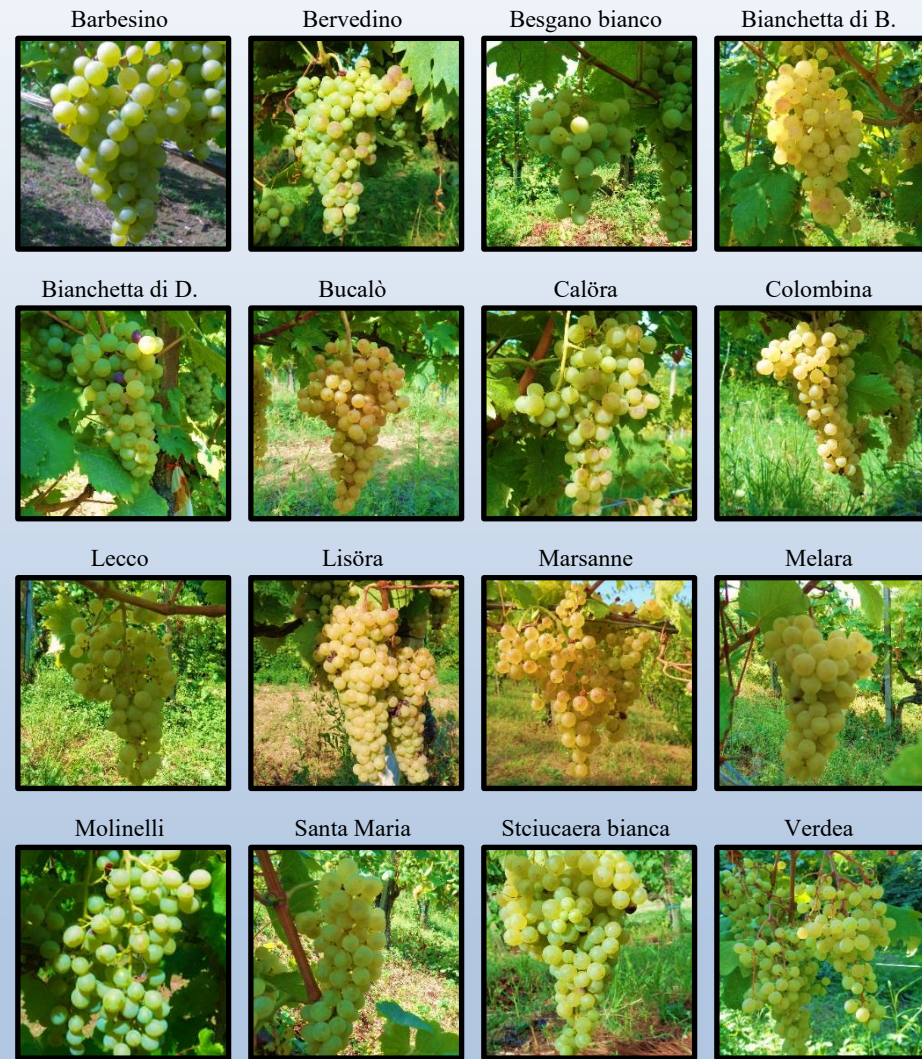 Barbesino
Bervedino
Besgano bianco
Bianchetta di B.
Bianchetta di D.
Bucalò
Calöra
Colombina
Lecco
Lisöra
Marsanne
Melara
Molinelli
Santa Maria
Stciucaera bianca
Verdea